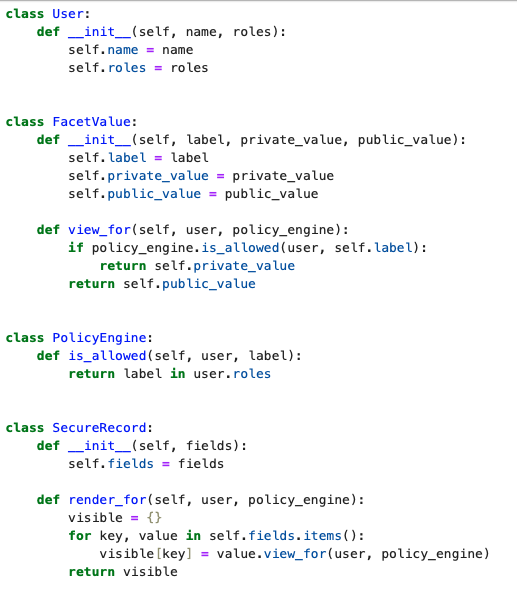 class User:
    def __init__(self, name, roles):
        self.name = name
        self.roles = roles


class FacetValue:
    def __init__(self, label, private_value, public_value):
        self.label = label
        self.private_value = private_value
        self.public_value = public_value

    def view_for(self, user, policy_engine):
        if policy_engine.is_allowed(user, self.label):
            return self.private_value
        return self.public_value


class PolicyEngine:
    def is_allowed(self, user, label):
        return label in user.roles


class SecureRecord:
    def __init__(self, fields):
        self.fields = fields

    def render_for(self, user, policy_engine):
        visible = {}
        for key, value in self.fields.items():
            visible[key] = value.view_for(user, policy_engine)
        return visible